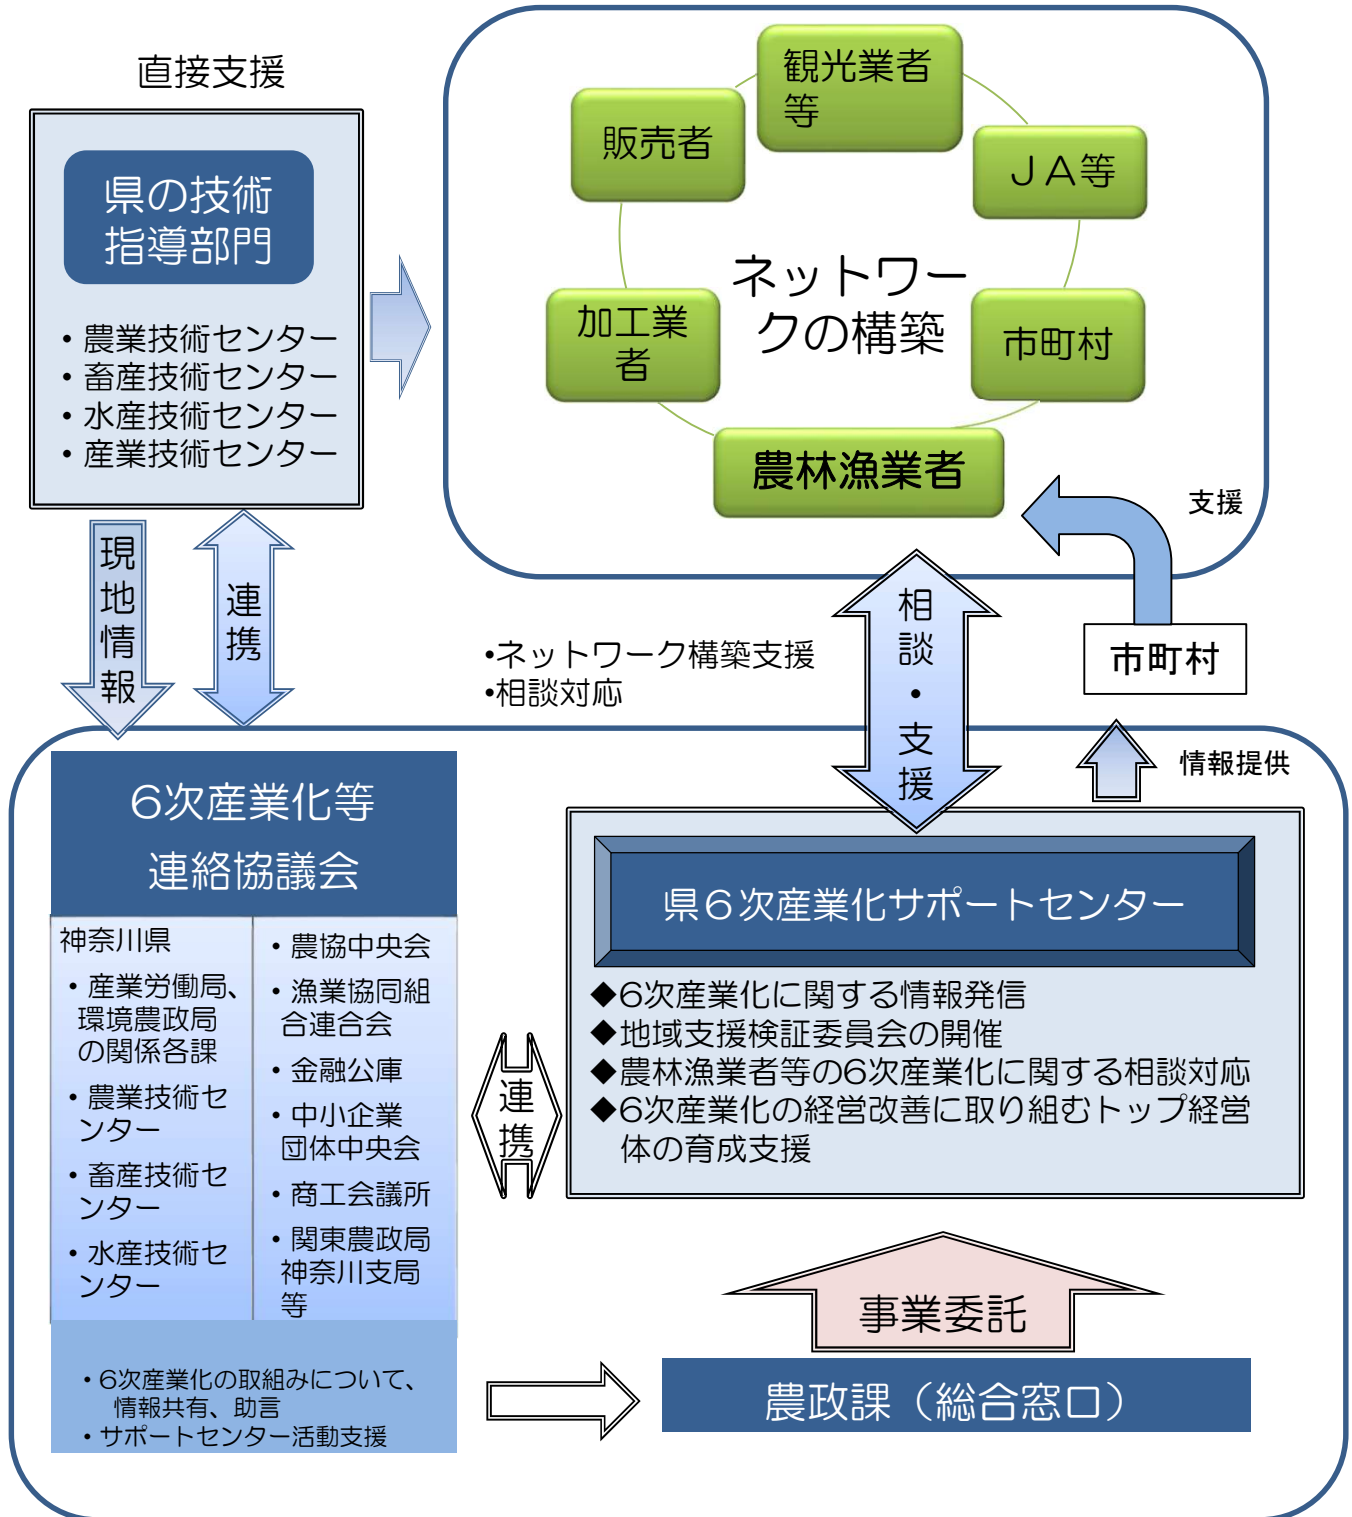 直接支援
県の技術
指導部門
・農業技術センター
・畜産技術センター
・水産技術センター
・産業技術センター
観光業者
等
販売者
ＪＡ等
ネットワー
クの構築
加工業
者
市町村
農林漁業者
支援
現地情報
連携
相談・支援
市町村
•ネットワーク構築支援
•相談対応
情報提供
6次産業化等
連絡協議会
神奈川県
・産業労働局、
環境農政局
の関係各課
・農業技術セ
ンター
・畜産技術セ
ンター
・水産技術セ
ンター
・農協中央会
・漁業協同組
合連合会
・金融公庫
・中小企業
団体中央会
・商工会議所
・関東農政局
神奈川支局
等
・6次産業化の取組みについて、
情報共有、助言
・サポートセンター活動支援
連携
県６次産業化サポートセンター
◆6次産業化に関する情報発信
◆地域支援検証委員会の開催
◆農林漁業者等の6次産業化に関する相談対応
◆6次産業化の経営改善に取り組むトップ経営
体の育成支援
事業委託
農政課（総合窓口）